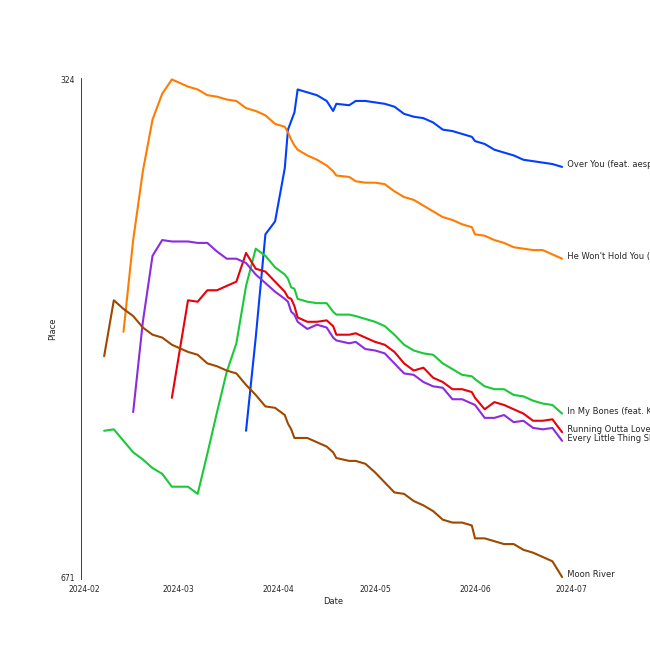 324
Place
671
2024-02
2024-03
2024-04
2024-05
2024-06
2024-07
Date
Over You (feat. aesp
He Won't Hold You (
In My Bones (feat. K
Running Outta Love
Every Little Thing S
Moon River